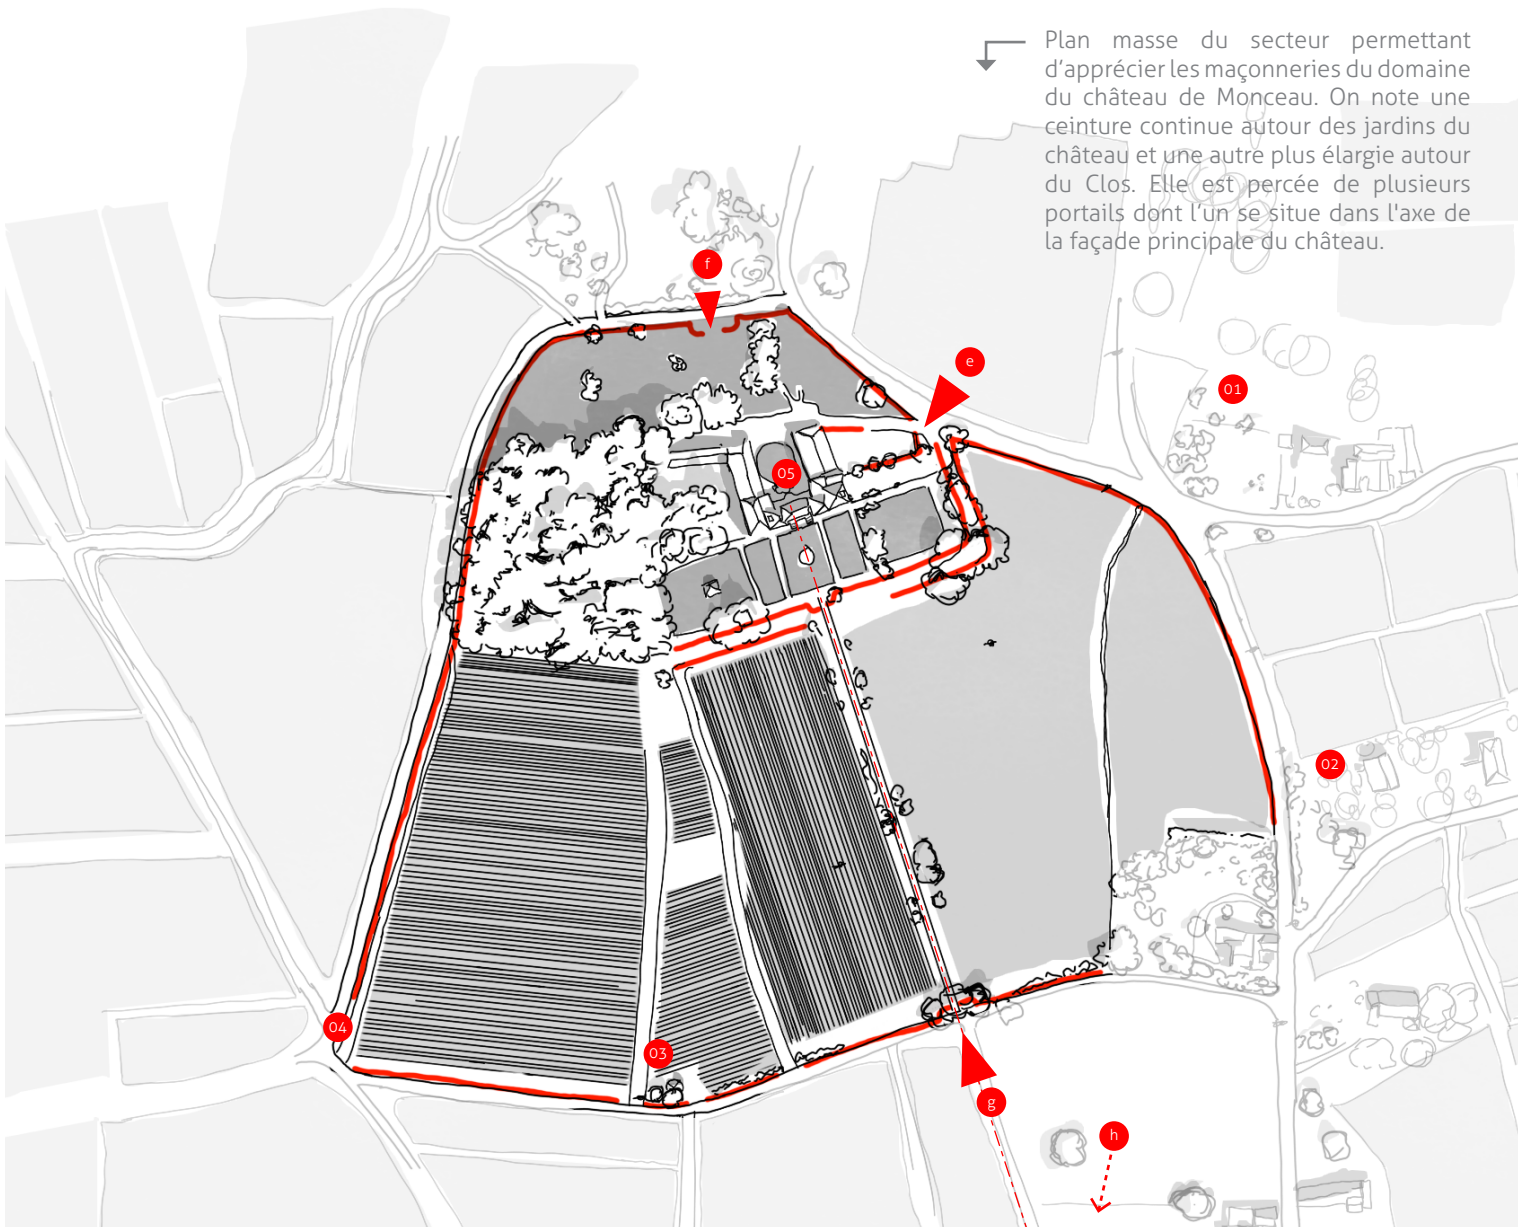 Plan masse du secteur permettant
d'apprécier les maçonneries du domaine
du château de Monceau. On note une
ceinture continue autour des jardins du
château et une autre plus élargie autour
du Clos. Elle est percée de plusieurs
portails dont l'un se situe dans l'axe de
la façade principale du château.
f
e
01
05
02
04
03
g
h